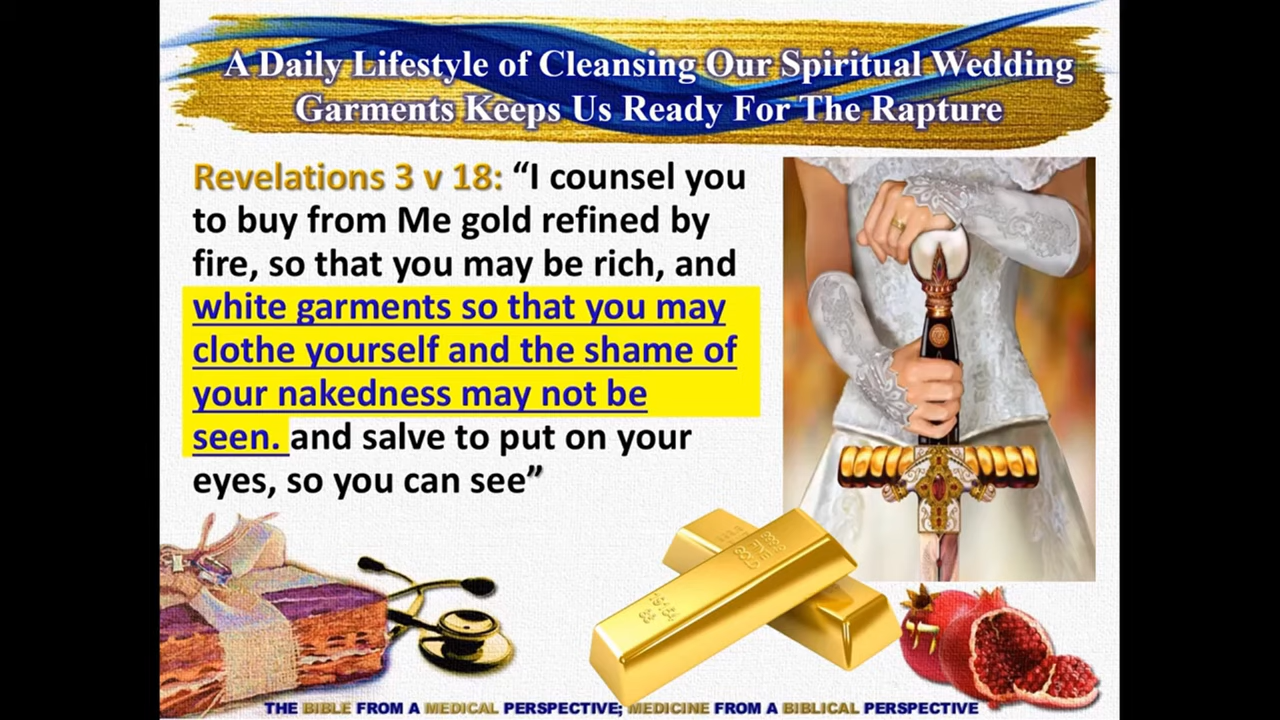 A Daily Lifestyle of Cleansing Our Spiritual Wedding
Garments Keeps Us Ready For The Rapture
Revelations 3 v 18: “I counsel you
to buy from Me gold refined by
fire, so that you may be rich, and
white garments so that you may
clothe yourself and the shame of
your nakedness may not be
seen. and salve to put on your
eyes, so you can see”
THE BIBLE FROM A MEDICAL PERSPECTIVE; MEDICINE FROM A BIBLICAL PERSPECTIVE